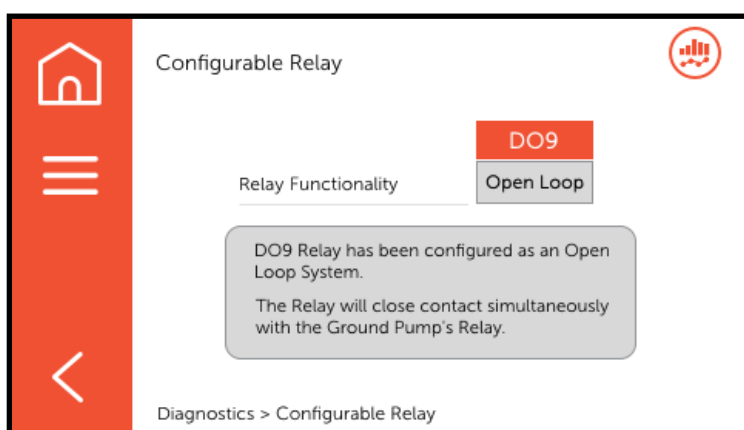 Configurable Relay
DO9
Relay Functionality
Open Loop
DO9 Relay has been configured as an Open
Loop System.
The Relay will close contact simultaneously
with the Ground Pump's Relay.
Diagnostics > Configurable Relay